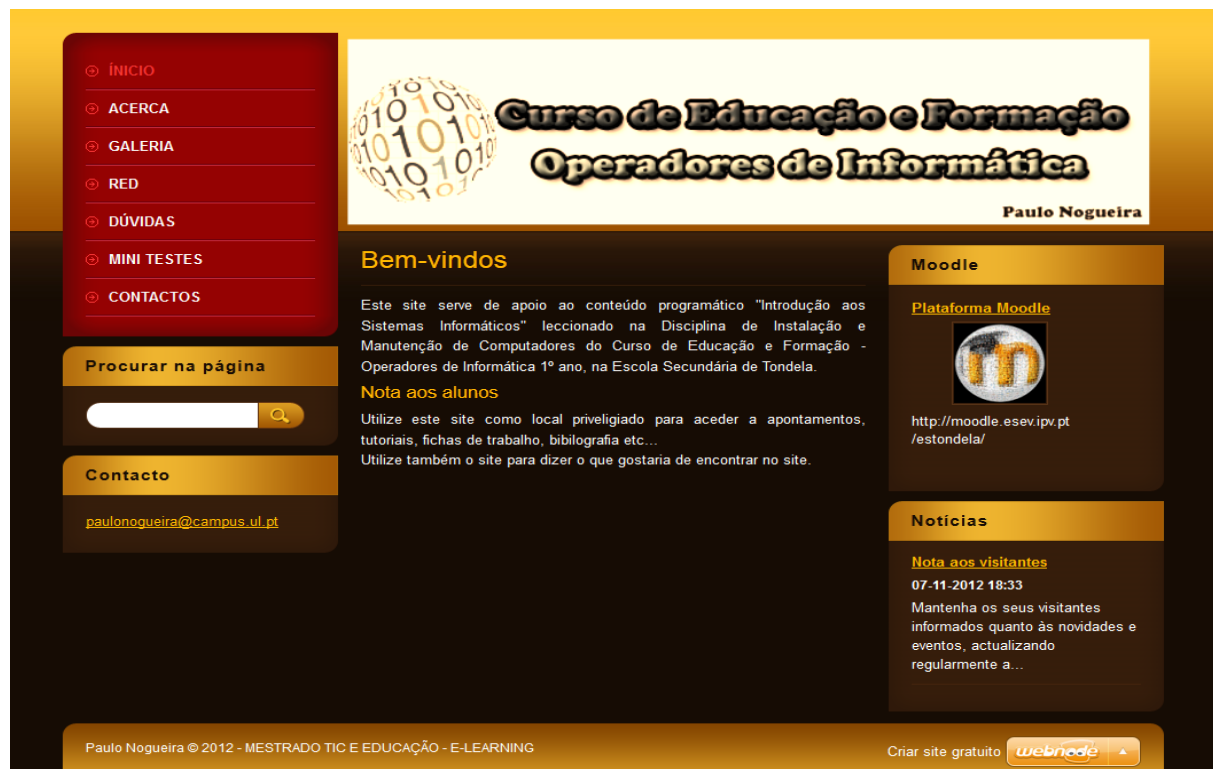 ÍNICIO
ACERCA
GALERIA
RED
DÚVIDAS
MINI TESTES
CONTACTOS
Procurar na página
Contacto
paulonogueira@campus.ul.pt
Curso de Educação e Formação
Operadores de Informática
Paulo Nogueira
Bem-vindos
Este site serve de apoio ao conteúdo programático "Introdução aos
Sistemas Informáticos" leccionado na Disciplina de Instalação e
Manutenção de Computadores do Curso de Educação e Formação -
Operadores de Informática 1º ano, na Escola Secundária de Tondela.
Nota aos alunos
Utilize este site como local priveligiado para aceder a apontamentos,
tutoriais, fichas de trabalho, bibilografia etc...
Utilize também o site para dizer o que gostaria de encontrar no site.
Moodle
Plataforma Moodle
m
http://moodle.esev.ipv.pt
/estondela/
Notícias
Nota aos visitantes
07-11-2012 18:33
Mantenha os seus visitantes
informados quanto às novidades e
eventos, actualizando
regularmente a...
Paulo Nogueira © 2012 - MESTRADO TIC E EDUCAÇÃO - E-LEARNING
Criar site gratuito webnode